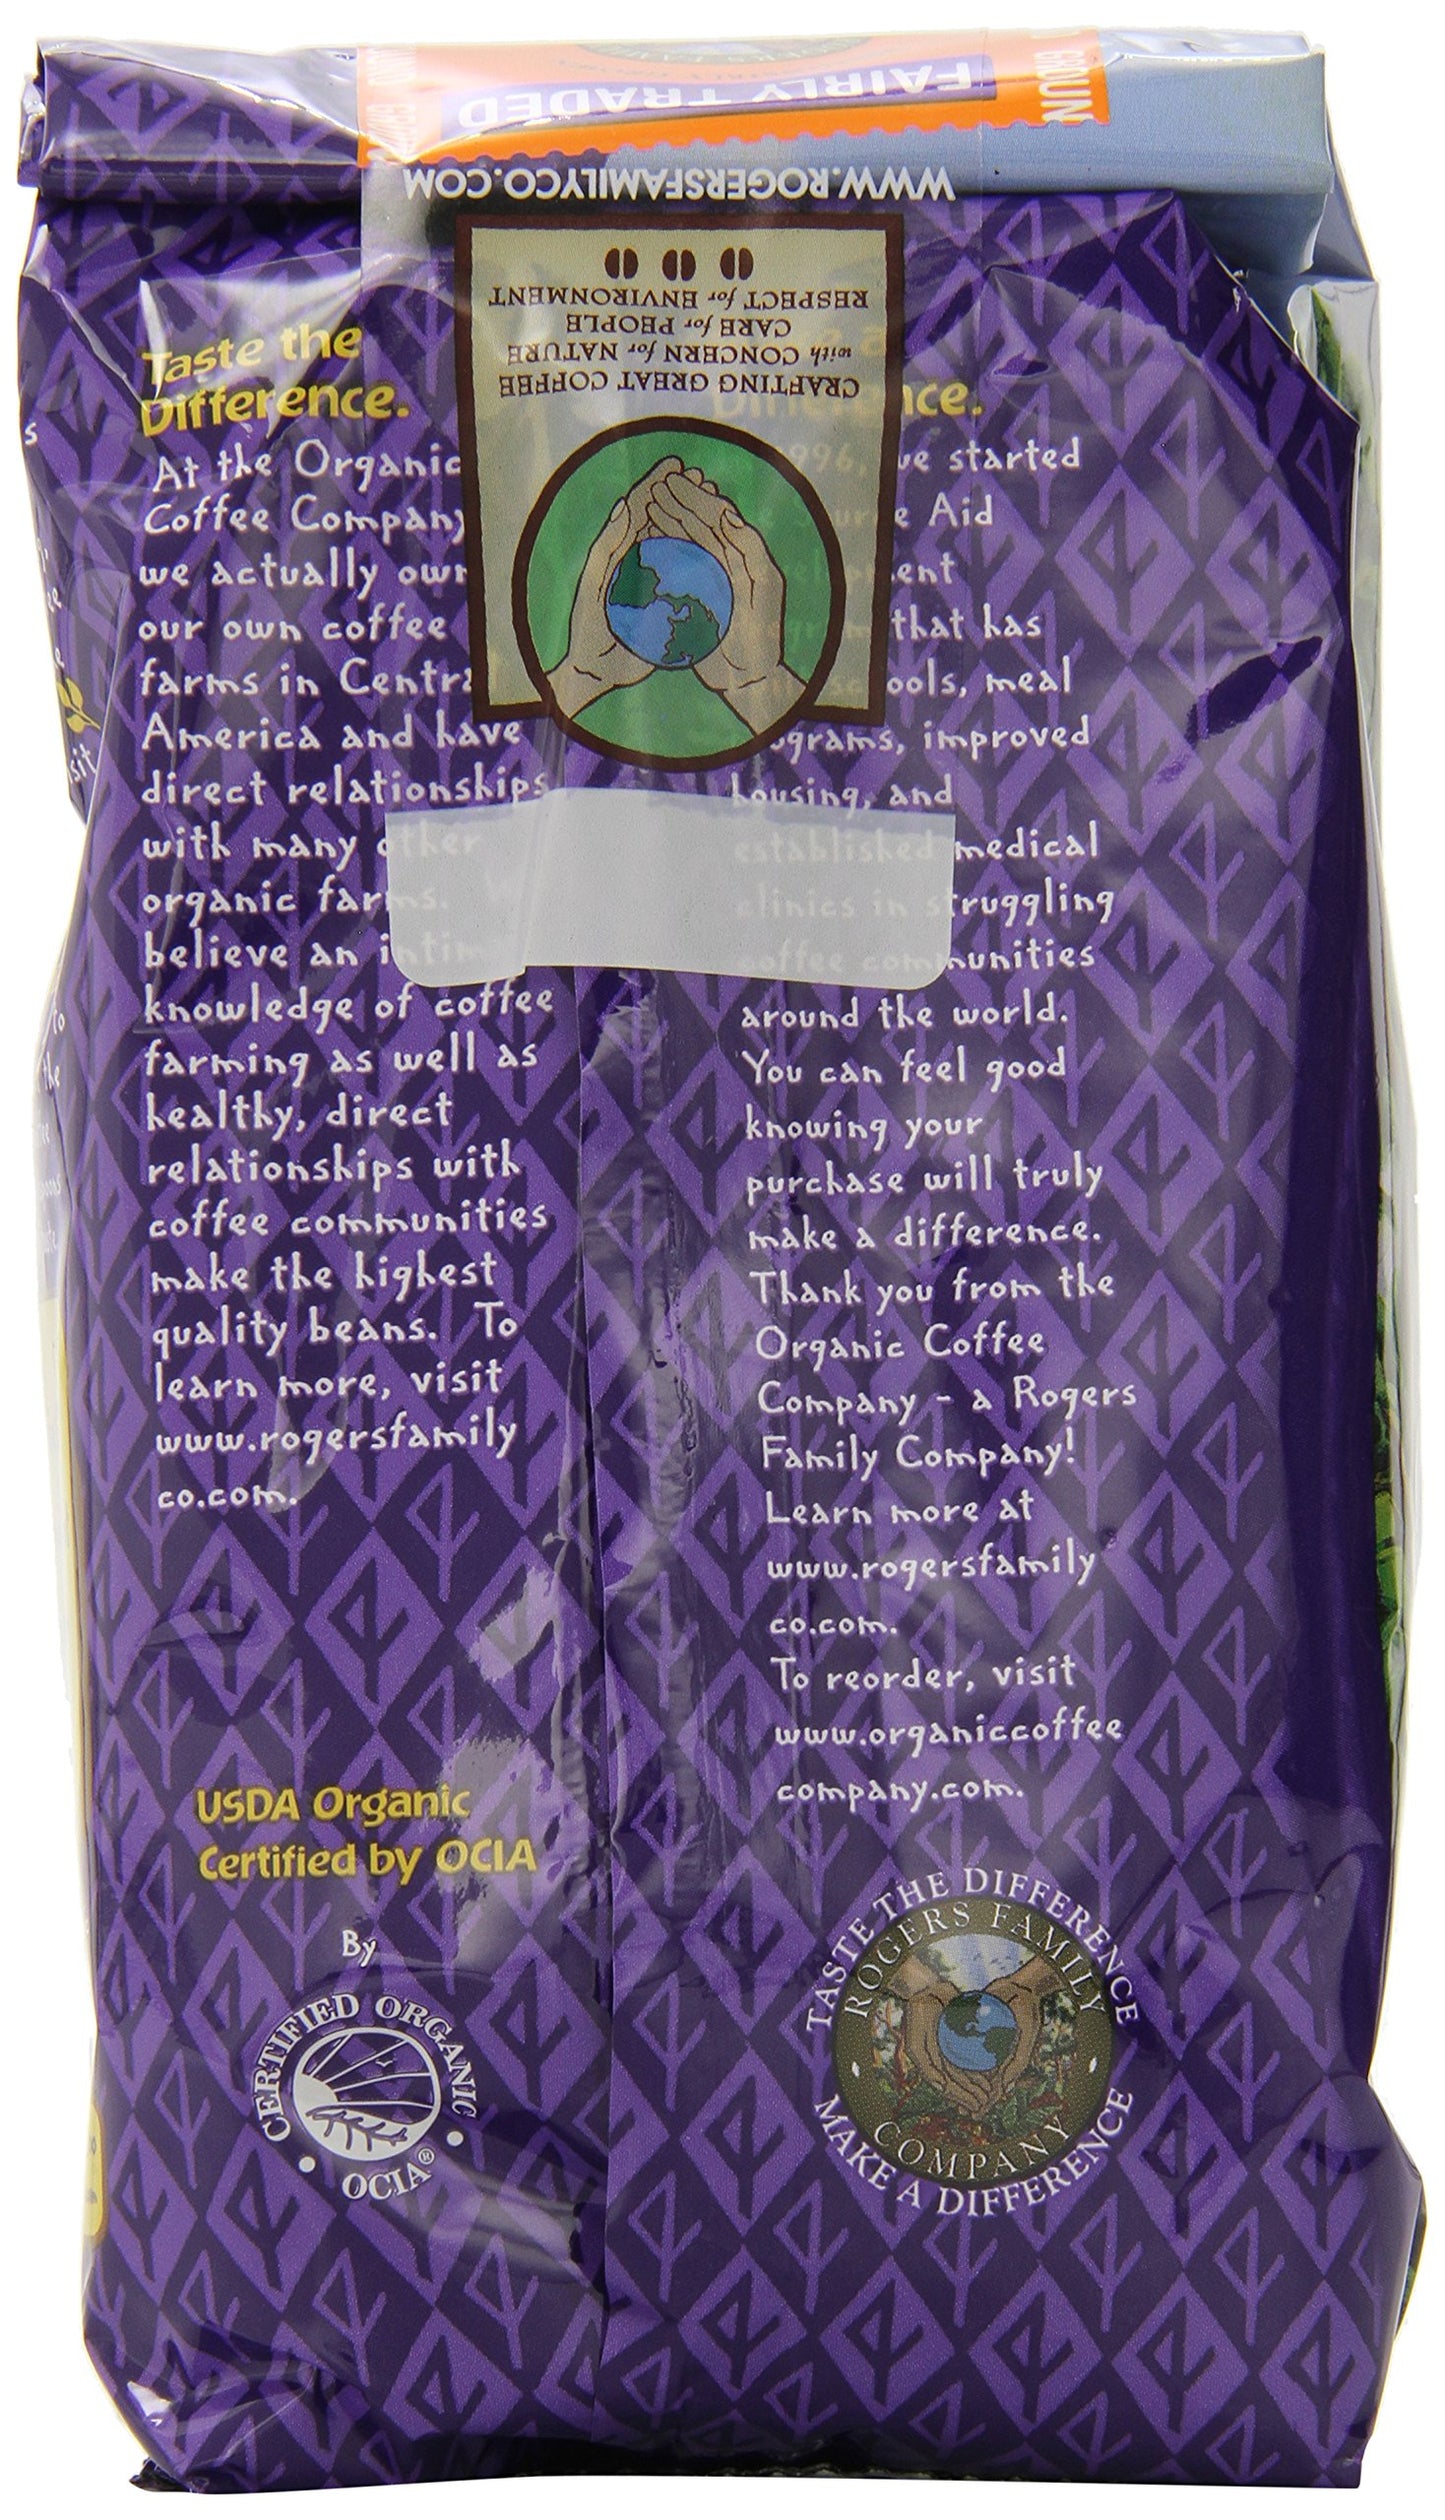 FAIRLY TRADED
WWW.ROGERSFAMILYCO.COM
CRAFTING GREAT COFFEE
with CONCERN for NATURE
CARE for PEOPLE
RESPECT for ENVIRONMENT
Taste the
Difference.
At the Organic
Coffee Company
we actually own
our own coffee
farms in Central
America and have
direct relationships
with many other
organic farms.
believe an
knowledge of coffee
farming as well as
healthy, direct
relationships with
coffee communities
make the highest
quality beans. To
learn more, visit
www.rogersfamily
co.com.
USDA Organic
Certified by OCIA
By
CERTIFIED ORGANIC
OCIA®
Difference.
1996, we started
Aid
that has
meal
improved
housing, and
established medical
clinics in struggling
coffee communities
around the world.
You can feel good
knowing your
purchase will truly
make a difference.
Thank you from the
Organic Coffee
Company - a Rogers
Family Company!
Learn more at
www.rogersfamily
co.com.
To reorder, visit
www.organiccoffee
company.com.
TASTE THE DIFFERENCE
ROGERS FAMILY
COMPANY
MAKE A DIFFERENCE